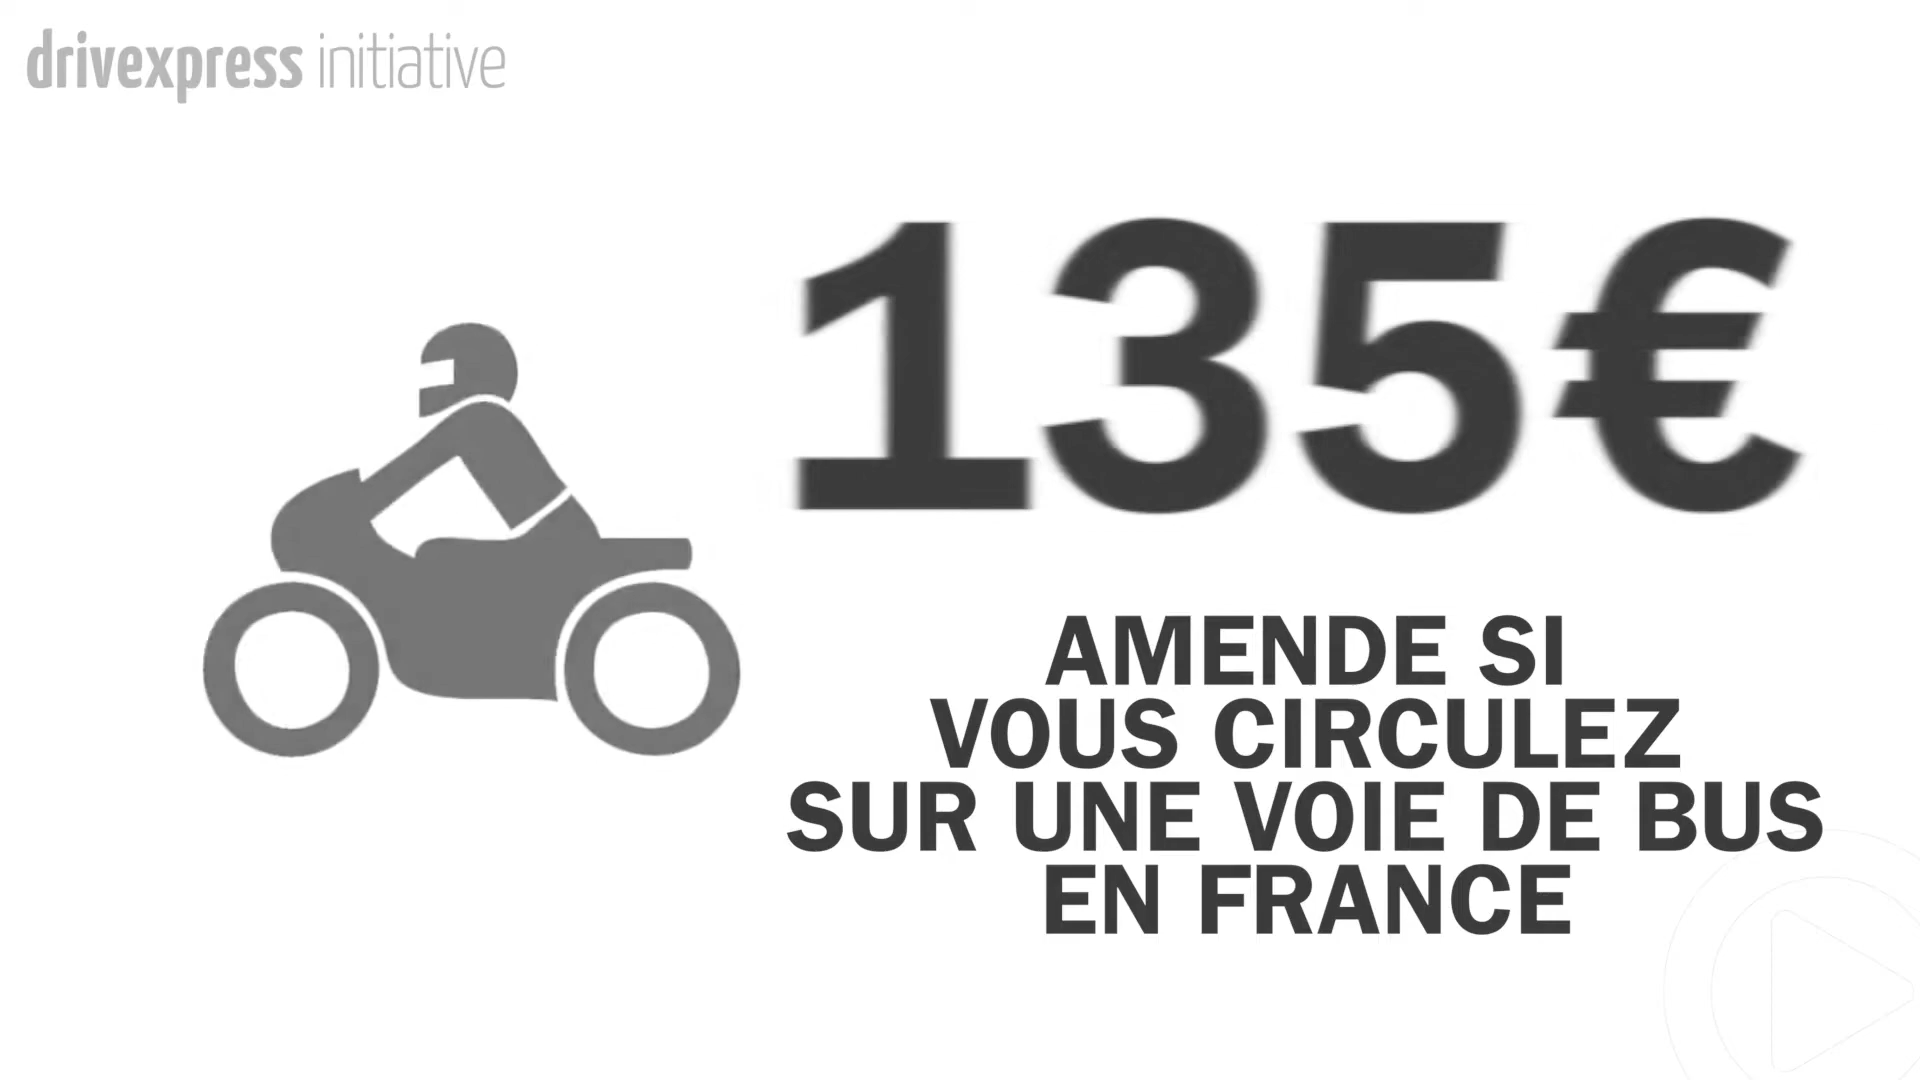 drivexpress initiative
135€
AMENDE SI
VOUS CIRCULEZ
SUR UNE VOIE DE BUS
EN FRANCE